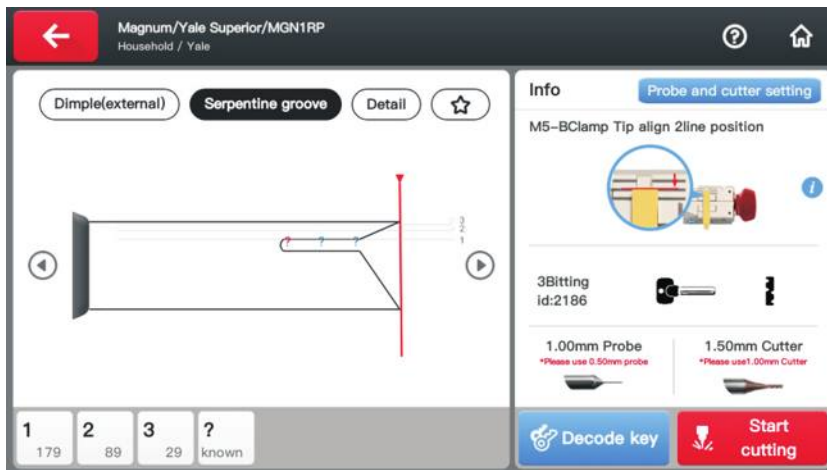 Magnum/Yale Superior/MGN1RP
Household / Yale
Dimple(external)
Serpentine groove
Detail
3
2
1
? ? ?
1
179
2
89
3
29
?
known
Info
Probe and cutter setting
M5-BClamp Tip align 2line position
i
3Bitting
id:2186
1.00mm Probe
*Please use 0.50mm probe
1.50mm Cutter
*Please use1.00mm Cutter
Decode key
Start
cutting